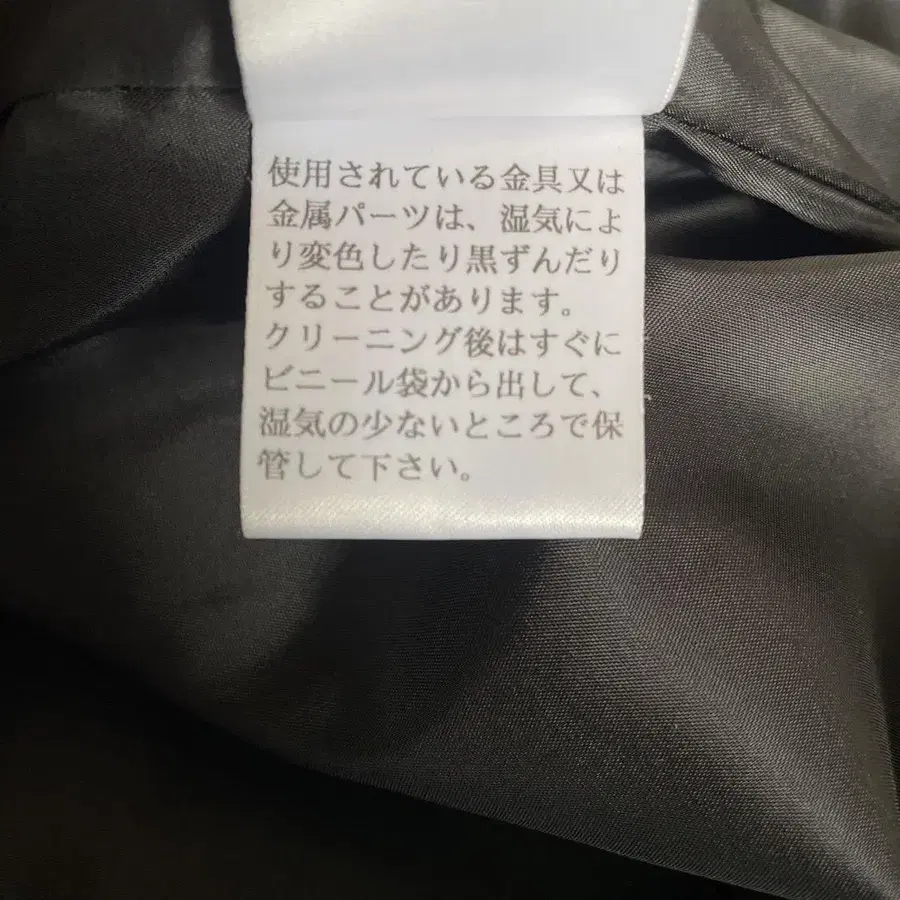 使用されている金具又は
金属パーツは、湿気によ
り変色したり黒ずんだり
することがあります。
クリーニング後はすぐに
ビニール袋から出して、
湿気の少ないところで保
管して下さい。